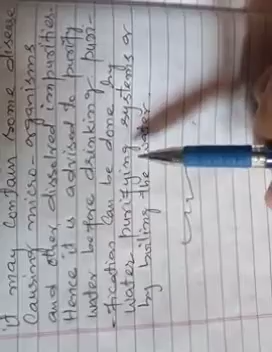 it may contain some disease
causing micro-organisms
and other dissolved impurities.
Hence it is advised to purify
water before drinking puri-
-fication can be done by
water purifying systems or
by boiling the water.